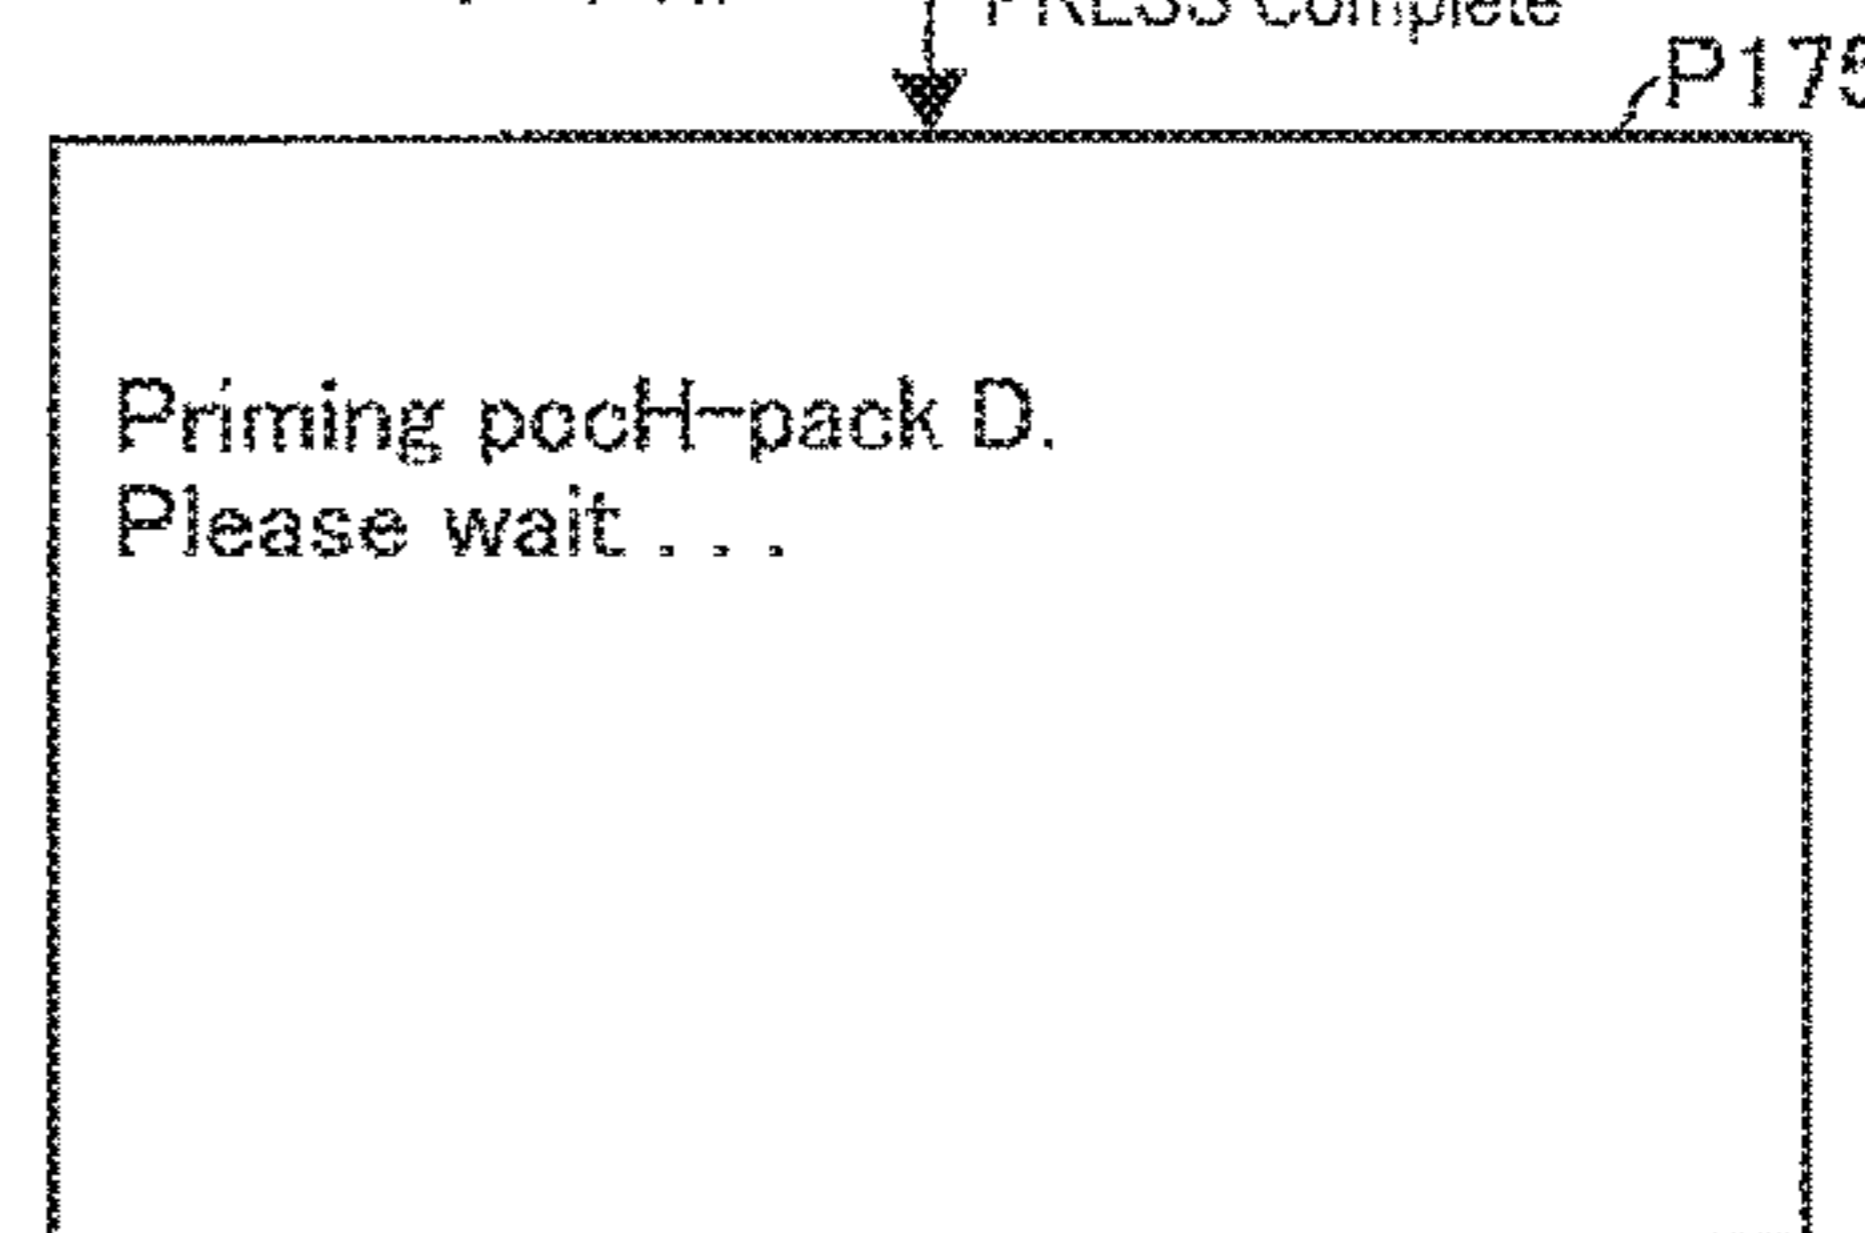 PRESS Complete
P175
Priming pocH-pack D.
Please wait . . .